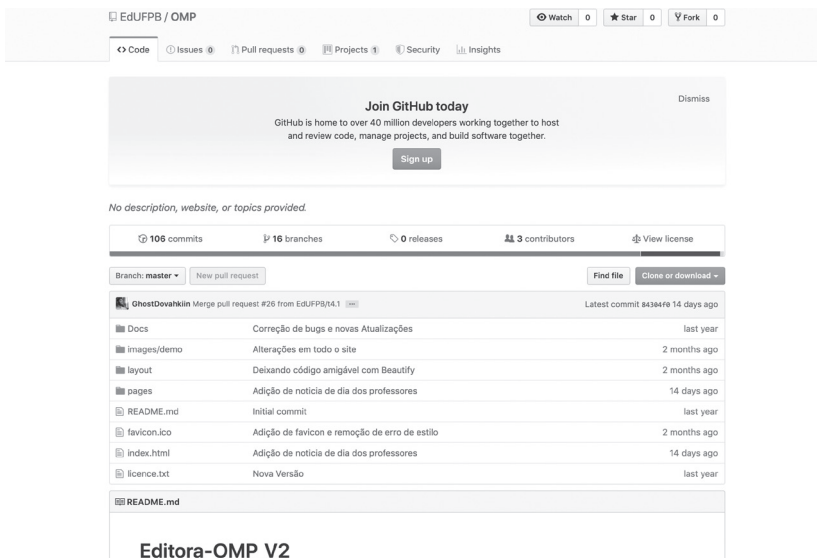 EdUFPB / OMP
Watch 0 Star 0 Fork 0
Code Issues 0 Pull requests 0 Projects 1 Security Insights
Join GitHub today
Dismiss
GitHub is home to over 40 million developers working together to host
and review code, manage projects, and build software together.
Sign up
No description, website, or topics provided.
106 commits 16 branches 0 releases 3 contributors View license
Branch: master New pull request Find file Clone or download
GhostDovahkiin Merge pull request #26 from EdUFPB/t4.1 Latest commit 84304f0 14 days ago
Docs Correção de bugs e novas Atualizações last year
images/demo Alterações em todo o site 2 months ago
layout Deixando código amigável com Beautify 2 months ago
pages Adição de noticia de dia dos professores 14 days ago
README.md Initial commit last year
favicon.ico Adição de favicon e remoção de erro de estilo 2 months ago
index.html Adição de noticia de dia dos professores 14 days ago
licence.txt Nova Versão last year
README.md
Editora-OMP V2